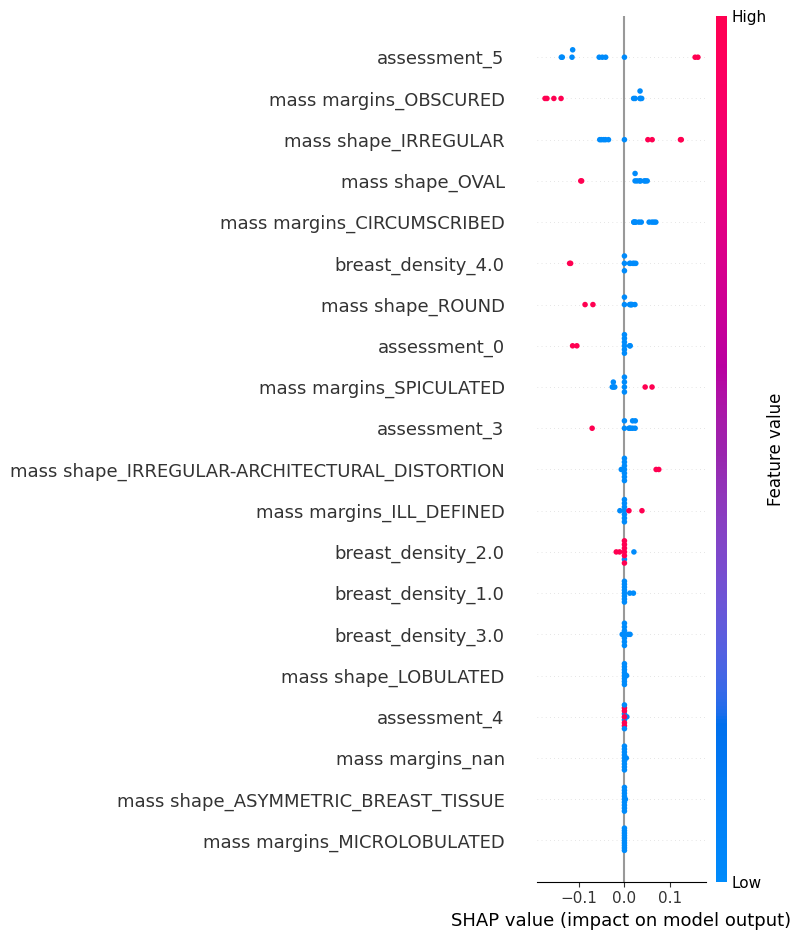 High
assessment_5
mass margins_OBSCURED
mass shape_IRREGULAR
mass shape_OVAL
mass margins_CIRCUMSCRIBED
breast_density_4.0
mass shape_ROUND
assessment_0
mass margins_SPICULATED
assessment_3
mass shape_IRREGULAR-ARCHITECTURAL_DISTORTION
mass margins_ILL_DEFINED
breast_density_2.0
breast_density_1.0
breast_density_3.0
mass shape_LOBULATED
assessment_4
mass margins_nan
mass shape_ASYMMETRIC_BREAST_TISSUE
mass margins_MICROLOBULATED
Feature value
Low
−0.1 0.0 0.1
SHAP value (impact on model output)